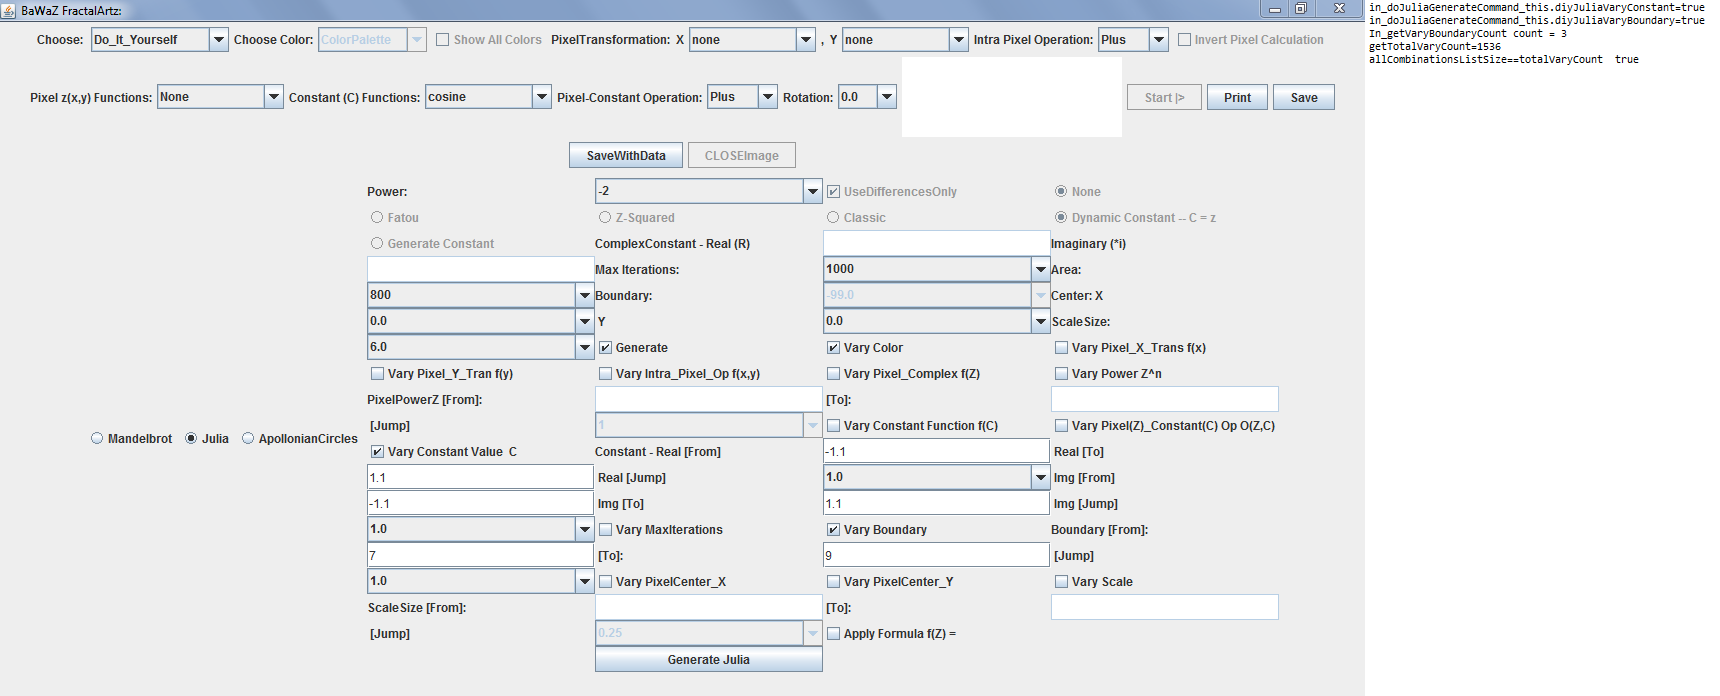 BaWaZ FractalArtz:
Choose: Do_It_Yourself Choose Color: ColorPalette Show All Colors PixelTransformation: X none , Y none Intra Pixel Operation: Plus Invert Pixel Calculation
Pixel z(x,y) Functions: None Constant (C) Functions: cosine Pixel-Constant Operation: Plus Rotation: 0.0 Start |> Print Save
SaveWithData CLOSEImage
Power: -2 UseDifferencesOnly None
Fatou Z-Squared Classic Dynamic Constant -- C = z
Generate Constant ComplexConstant - Real (R) Imaginary (*i)
Max Iterations: 1000 Area:
800 Boundary: -99.0 Center: X
0.0 Y 0.0 ScaleSize:
6.0 Generate Vary Color Vary Pixel_X_Trans f(x)
Vary Pixel_Y_Tran f(y) Vary Intra_Pixel_Op f(x,y) Vary Pixel_Complex f(Z) Vary Power Z^n
PixelPowerZ [From]: [To]:
[Jump] 1 Vary Constant Function f(C) Vary Pixel(Z)_Constant(C) Op O(Z,C)
Mandelbrot Julia ApollonianCircles
Vary Constant Value C Constant - Real [From] -1.1 Real [To]
1.1 Real [Jump] 1.0 Img [From]
-1.1 Img [To] 1.1 Img [Jump]
1.0 Vary MaxIterations Vary Boundary Boundary [From]:
7 [To]: 9 [Jump]
1.0 Vary PixelCenter_X Vary PixelCenter_Y Vary Scale
ScaleSize [From]: [To]:
[Jump] 0.25 Apply Formula f(Z) =
Generate Julia
in_doJuliaGenerateCommand_this.diyJuliaVaryConstant=true
in_doJuliaGenerateCommand_this.diyJuliaVaryBoundary=true
In_getVaryBoundaryCount count = 3
getTotalVaryCount=1536
allCombinationsListSize==totalVaryCount true